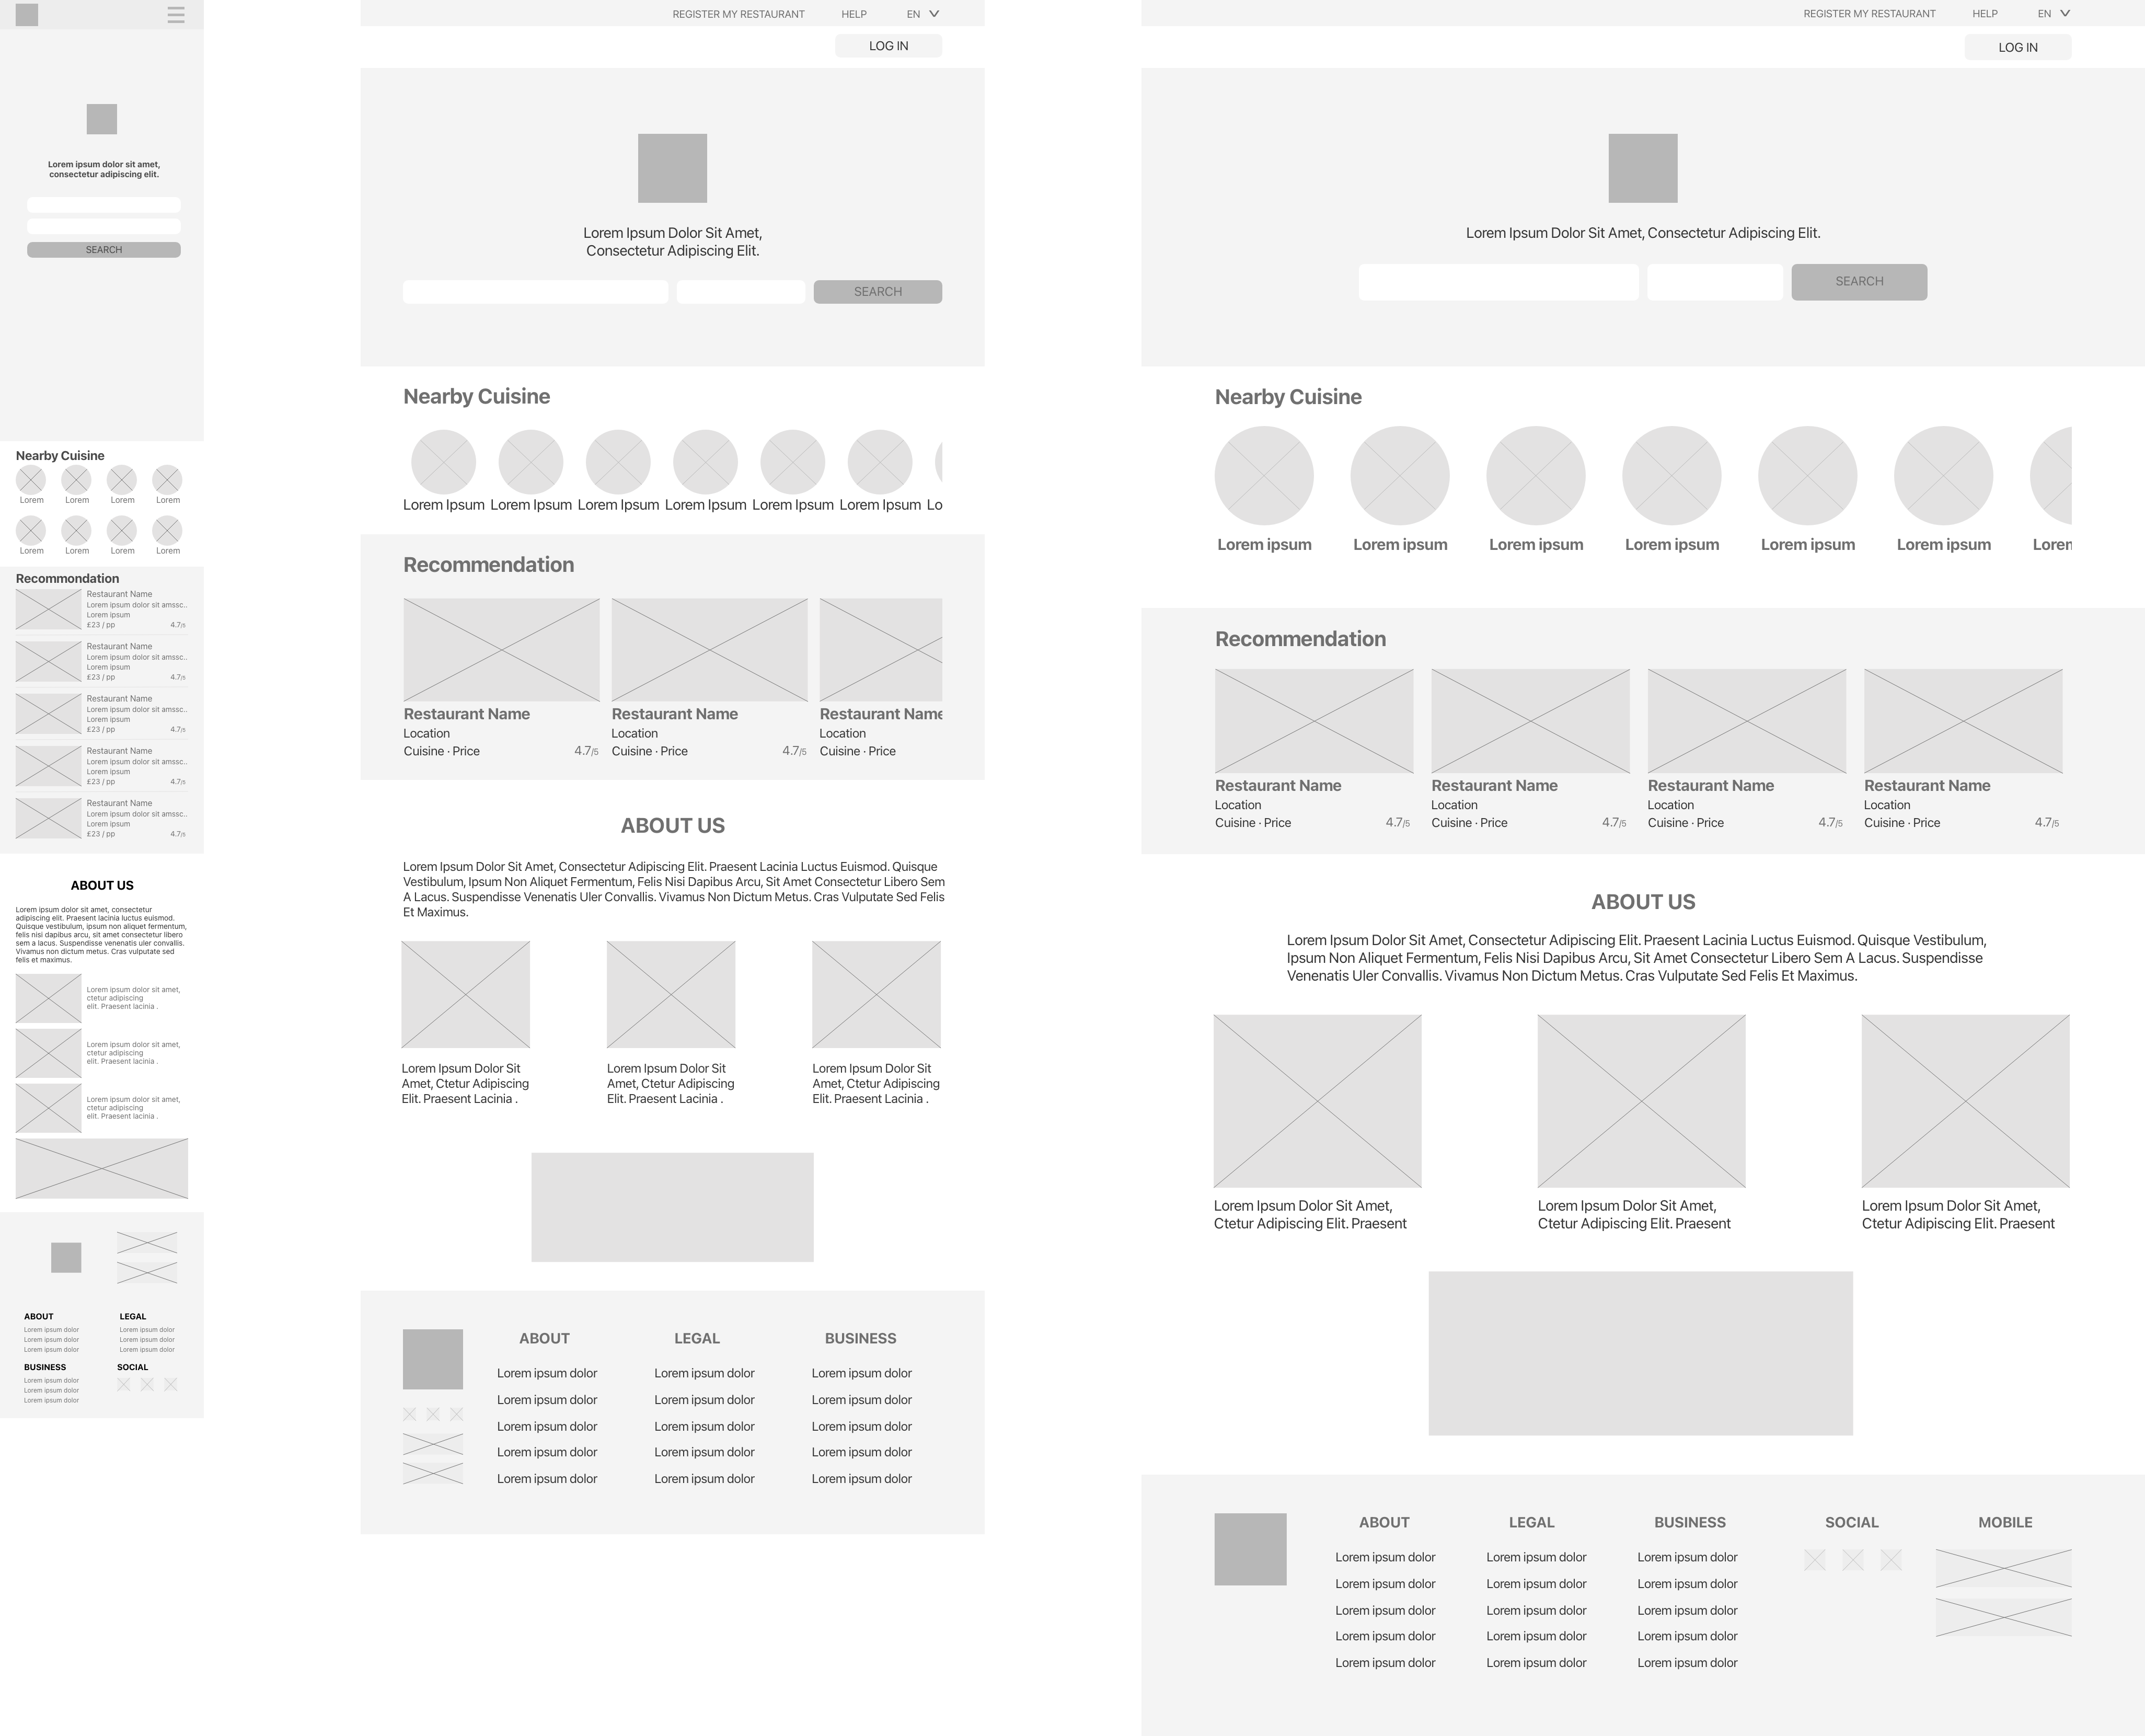 Lorem ipsum dolor sit amet,
consectetur adipiscing elit.
SEARCH
Nearby Cuisine
Lorem Lorem Lorem Lorem
Lorem Lorem Lorem Lorem
Recommondation
Restaurant Name
Lorem ipsum dolor sit amssc..
Lorem ipsum
£23 / pp 4.7/5
Restaurant Name
Lorem ipsum dolor sit amssc..
Lorem ipsum
£23 / pp 4.7/5
Restaurant Name
Lorem ipsum dolor sit amssc..
Lorem ipsum
£23 / pp 4.7/5
Restaurant Name
Lorem ipsum dolor sit amssc..
Lorem ipsum
£23 / pp 4.7/5
Restaurant Name
Lorem ipsum dolor sit amssc..
Lorem ipsum
£23 / pp 4.7/5
ABOUT US
Lorem ipsum dolor sit amet, consectetur
adipiscing elit. Praesent lacinia luctus euismod.
Quisque vestibulum, ipsum non aliquet fermentum,
felis nisi dapibus arcu, sit amet consectetur libero
sem a lacus. Suspendisse venenatis uler convallis.
Vivamus non dictum metus. Cras vulputate sed
felis et maximus.
Lorem ipsum dolor sit amet,
ctetur adipiscing
elit. Praesent lacinia .
Lorem ipsum dolor sit amet,
ctetur adipiscing
elit. Praesent lacinia .
Lorem ipsum dolor sit amet,
ctetur adipiscing
elit. Praesent lacinia .
ABOUT LEGAL
Lorem ipsum dolor Lorem ipsum dolor
Lorem ipsum dolor Lorem ipsum dolor
Lorem ipsum dolor Lorem ipsum dolor
BUSINESS SOCIAL
Lorem ipsum dolor
Lorem ipsum dolor
Lorem ipsum dolor
REGISTER MY RESTAURANT HELP EN
LOG IN
Lorem Ipsum Dolor Sit Amet,
Consectetur Adipiscing Elit.
SEARCH
Nearby Cuisine
Lorem Ipsum Lorem Ipsum Lorem Ipsum Lorem Ipsum Lorem Ipsum Lorem Ipsum Lo
Recommendation
Restaurant Name Restaurant Name Restaurant Name
Location Location Location
Cuisine · Price 4.7/5 Cuisine · Price 4.7/5 Cuisine · Price
ABOUT US
Lorem Ipsum Dolor Sit Amet, Consectetur Adipiscing Elit. Praesent Lacinia Luctus Euismod. Quisque
Vestibulum, Ipsum Non Aliquet Fermentum, Felis Nisi Dapibus Arcu, Sit Amet Consectetur Libero Sem
A Lacus. Suspendisse Venenatis Uler Convallis. Vivamus Non Dictum Metus. Cras Vulputate Sed Felis
Et Maximus.
Lorem Ipsum Dolor Sit Lorem Ipsum Dolor Sit Lorem Ipsum Dolor Sit
Amet, Ctetur Adipiscing Amet, Ctetur Adipiscing Amet, Ctetur Adipiscing
Elit. Praesent Lacinia . Elit. Praesent Lacinia . Elit. Praesent Lacinia .
ABOUT LEGAL BUSINESS
Lorem ipsum dolor Lorem ipsum dolor Lorem ipsum dolor
Lorem ipsum dolor Lorem ipsum dolor Lorem ipsum dolor
Lorem ipsum dolor Lorem ipsum dolor Lorem ipsum dolor
Lorem ipsum dolor Lorem ipsum dolor Lorem ipsum dolor
Lorem ipsum dolor Lorem ipsum dolor Lorem ipsum dolor
REGISTER MY RESTAURANT HELP EN
LOG IN
Lorem Ipsum Dolor Sit Amet, Consectetur Adipiscing Elit.
SEARCH
Nearby Cuisine
Lorem ipsum Lorem ipsum Lorem ipsum Lorem ipsum Lorem ipsum Lorem ipsum Loren
Recommendation
Restaurant Name Restaurant Name Restaurant Name Restaurant Name
Location Location Location Location
Cuisine · Price 4.7/5 Cuisine · Price 4.7/5 Cuisine · Price 4.7/5 Cuisine · Price 4.7/5
ABOUT US
Lorem Ipsum Dolor Sit Amet, Consectetur Adipiscing Elit. Praesent Lacinia Luctus Euismod. Quisque Vestibulum,
Ipsum Non Aliquet Fermentum, Felis Nisi Dapibus Arcu, Sit Amet Consectetur Libero Sem A Lacus. Suspendisse
Venenatis Uler Convallis. Vivamus Non Dictum Metus. Cras Vulputate Sed Felis Et Maximus.
Lorem Ipsum Dolor Sit Amet, Lorem Ipsum Dolor Sit Amet, Lorem Ipsum Dolor Sit Amet,
Ctetur Adipiscing Elit. Praesent Ctetur Adipiscing Elit. Praesent Ctetur Adipiscing Elit. Praesent
ABOUT LEGAL BUSINESS SOCIAL MOBILE
Lorem ipsum dolor Lorem ipsum dolor Lorem ipsum dolor
Lorem ipsum dolor Lorem ipsum dolor Lorem ipsum dolor
Lorem ipsum dolor Lorem ipsum dolor Lorem ipsum dolor
Lorem ipsum dolor Lorem ipsum dolor Lorem ipsum dolor
Lorem ipsum dolor Lorem ipsum dolor Lorem ipsum dolor